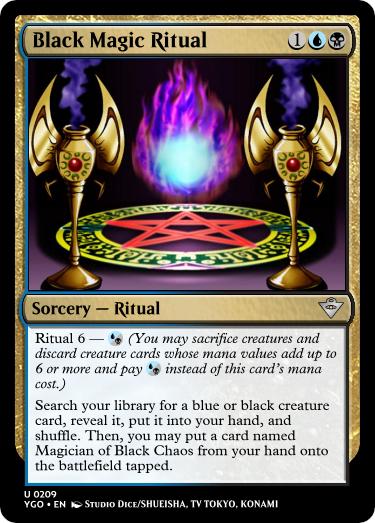 Black Magic Ritual 1
Sorcery — Ritual
Ritual 6 — (You may sacrifice creatures and
discard creature cards whose mana values add up to
6 or more and pay instead of this card's mana
cost.)
Search your library for a blue or black creature
card, reveal it, put it into your hand, and
shuffle. Then, you may put a card named
Magician of Black Chaos from your hand onto
the battlefield tapped.
U 0209
YGO • EN Studio Dice/SHUEISHA, TV TOKYO, KONAMI